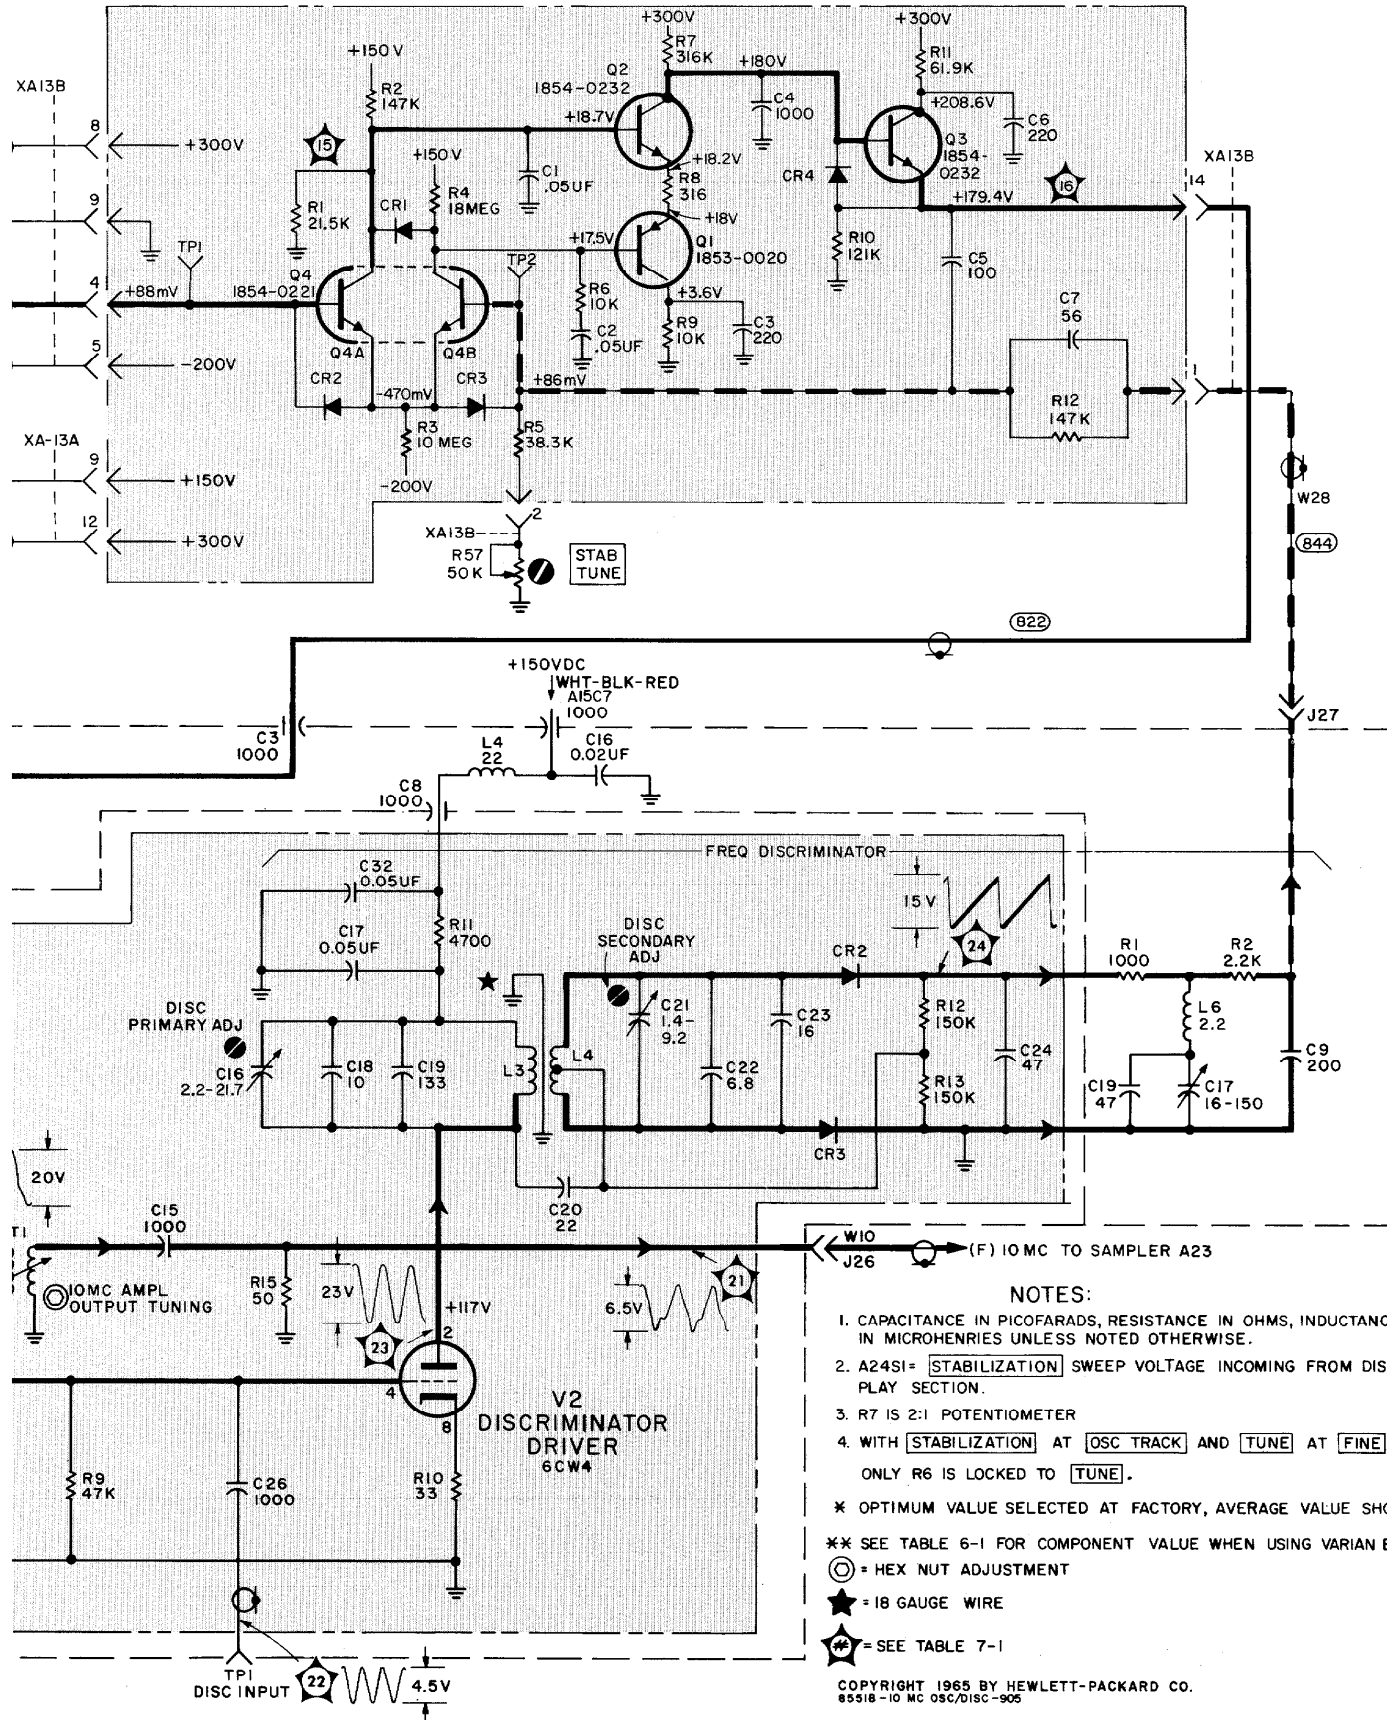 +300V
+300V
R7
316K
R11
61.9K
+150V
+180V
XA13B
R2
147K
Q2
1854-0232
C4
1000
+208.6V
C6
220
8
+300V
15
+18.7V
Q3
1854-
0232
XA13B
+150V
C1
.05UF
+18.2V
R8
316
CR4
R4
18MEG
CR1
16
14
9
R1
21.5K
+18V
+179.4V
TP1
+17.5V
Q1
1853-0020
R10
121K
C5
100
Q4
1854-0221
TP2
4
+88mV
R6
10K
+3.6V
C7
56
C2
.05UF
R9
10K
C3
220
5
-200V
Q4A
Q4B
CR2
CR3
+86mV
1
-470mV
R12
147K
R3
10 MEG
R5
38.3K
XA-13A
9
+150V
-200V
W28
12
+300V
2
XA13B
R57
50K
STAB
TUNE
844
822
+150VDC
WHT-BLK-RED
A15C7
1000
J27
C3
1000
L4
22
C16
0.02UF
C8
1000
FREQ DISCRIMINATOR
C32
0.05UF
15V
R11
4700
C17
0.05UF
DISC
SECONDARY
ADJ
CR2
24
R1
1000
R2
2.2K
DISC
PRIMARY ADJ
C21
1.4-
9.2
C23
16
R12
150K
L6
2.2
C16
2.2-21.7
C18
10
C19
133
L3
L4
C22
6.8
R13
150K
C24
47
C19
47
C17
16-150
C9
200
CR3
20V
C20
22
T1
C15
1000
W10
J26
(F) 10 MC TO SAMPLER A23
10MC AMPL
OUTPUT TUNING
R15
50
23V
+117V
6.5V
21
NOTES:
23
2
1. CAPACITANCE IN PICOFARADS, RESISTANCE IN OHMS, INDUCTANC
IN MICROHENRIES UNLESS NOTED OTHERWISE.
2. A24S1= STABILIZATION SWEEP VOLTAGE INCOMING FROM DIS
PLAY SECTION.
4
8
V2
DISCRIMINATOR
DRIVER
6CW4
3. R7 IS 2:1 POTENTIOMETER
4. WITH STABILIZATION AT OSC TRACK AND TUNE AT FINE
ONLY R6 IS LOCKED TO TUNE.
R9
47K
C26
1000
R10
33
* OPTIMUM VALUE SELECTED AT FACTORY, AVERAGE VALUE SHO
** SEE TABLE 6-1 FOR COMPONENT VALUE WHEN USING VARIAN B
= HEX NUT ADJUSTMENT
= 18 GAUGE WIRE
# = SEE TABLE 7-1
TP1
DISC INPUT
22
4.5V
COPYRIGHT 1965 BY HEWLETT-PACKARD CO.
8551B-10 MC OSC/DISC-905